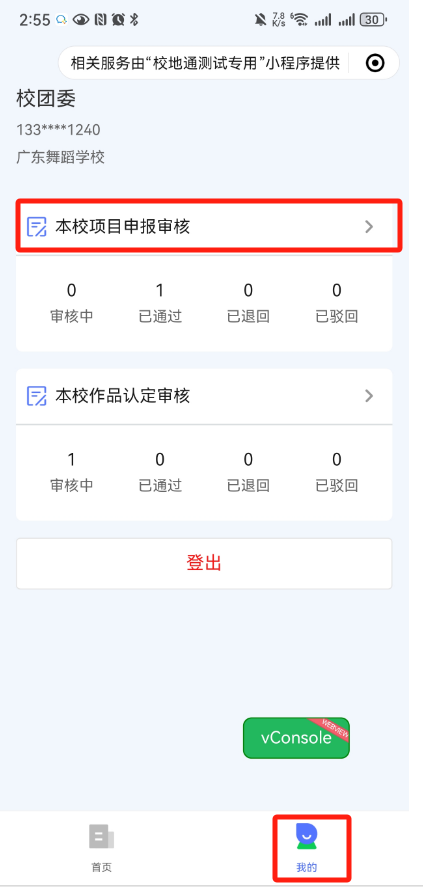 2:55 7.8 K/s 6 30
相关服务由“校地通测试专用”小程序提供
校团委
133****1240
广东舞蹈学校
本校项目申报审核
0 1 0 0
审核中 已通过 已退回 已驳回
本校作品认定审核
1 0 0 0
审核中 已通过 已退回 已驳回
登出
vConsole WEBVIEW
首页 我的